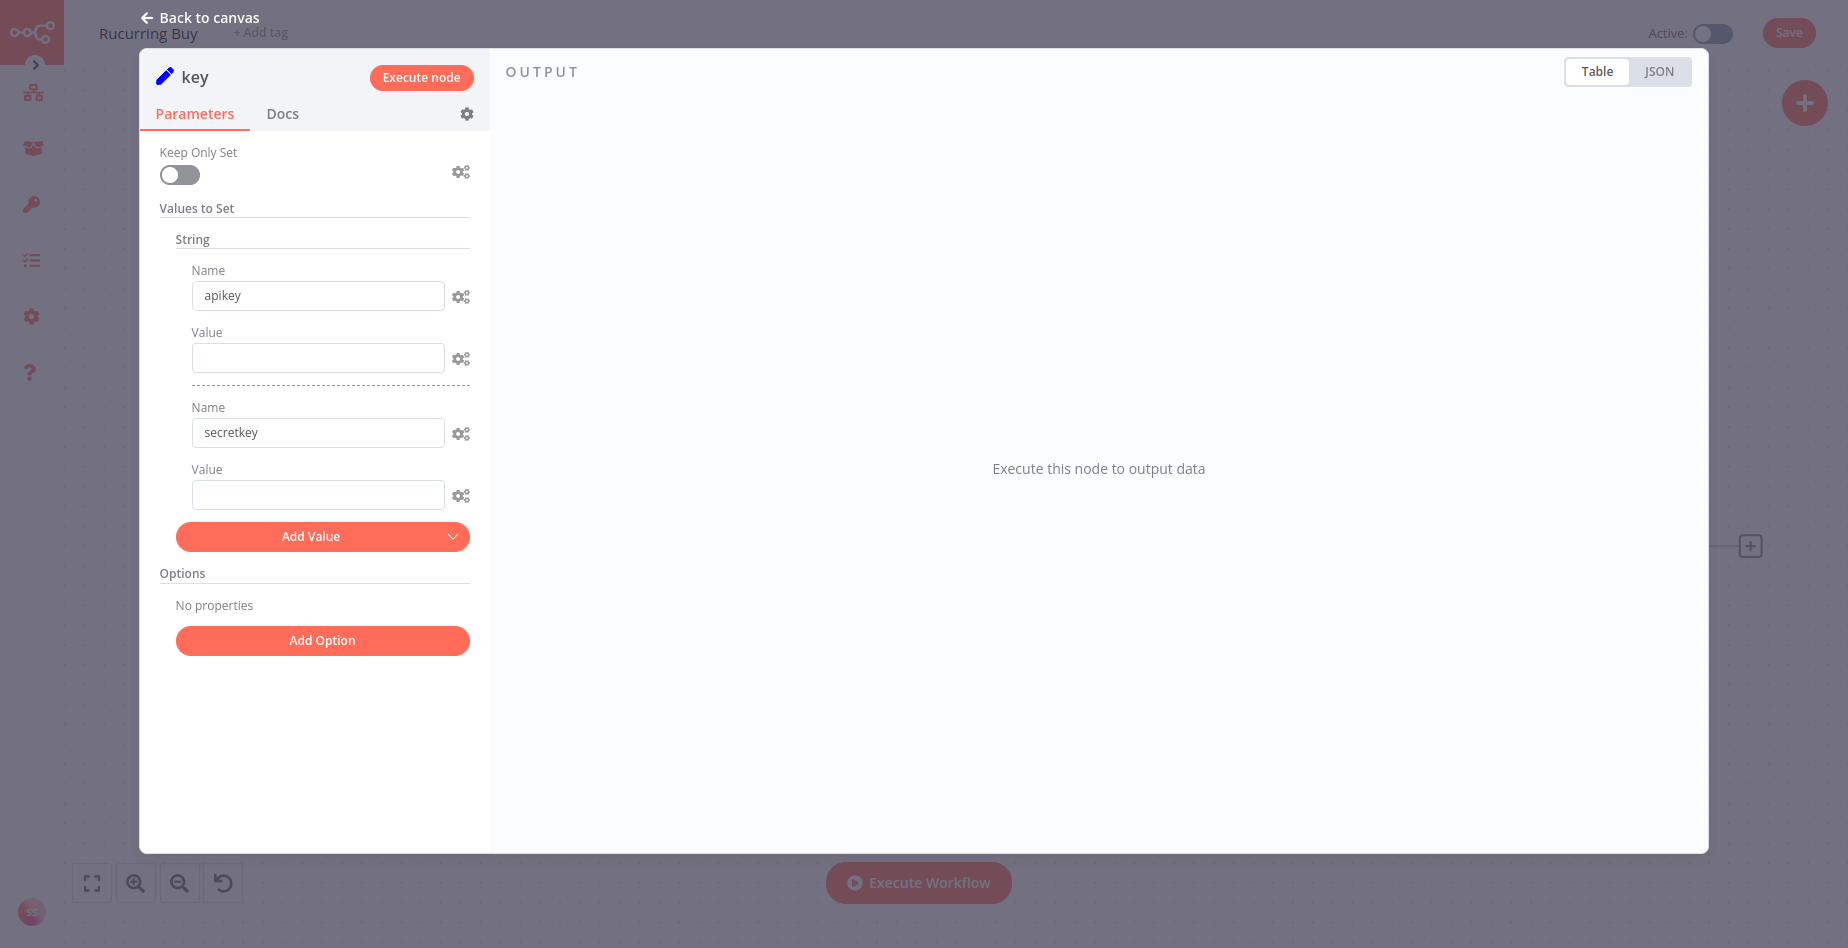 Back to canvas
Rucurring Buy
+ Add tag
Active:
Save
key
Execute node
OUTPUT
Table
JSON
Parameters
Docs
Keep Only Set
Values to Set
String
Name
apikey
Value
Name
secretkey
Value
Add Value
Options
No properties
Add Option
Execute this node to output data
Execute Workflow
ss